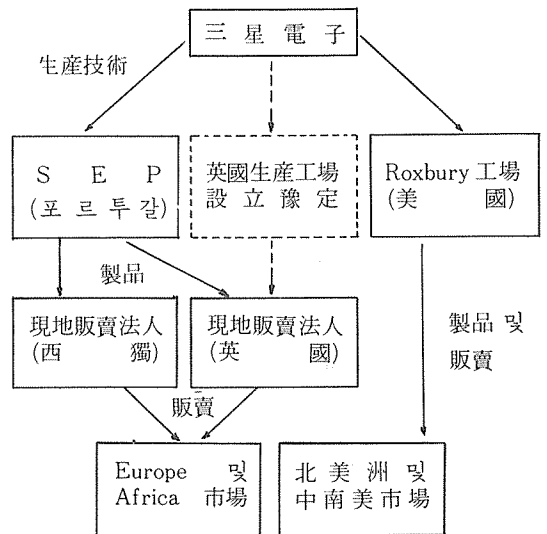 三星電子
生産技術
S E P
(포르투갈)
英國生産工場
設立豫定
Roxbury 工場
(美 國)
製品
現地販賣法人
(西 獨)
現地販賣法人
(英 國)
製品 및
販賣
販賣
Europe 및
Africa 市場
北美洲 및
中南美市場